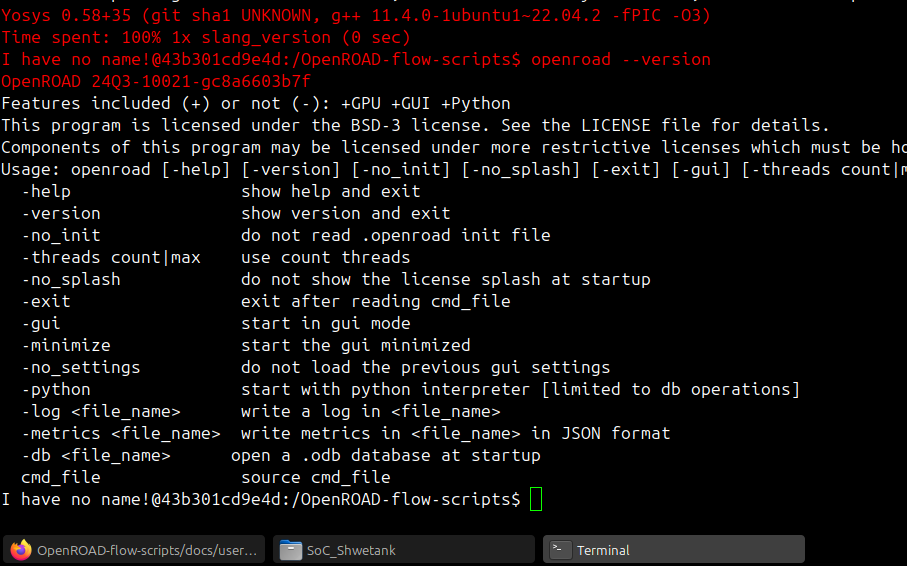 Yosys 0.58+35 (git sha1 UNKNOWN, g++ 11.4.0-1ubuntu1~22.04.2 -fPIC -O3)
Time spent: 100% 1x slang_version (0 sec)
I have no name!@43b301cd9e4d:/OpenROAD-flow-scripts$ openroad --version
OpenROAD 24Q3-10021-gc8a6603b7f
Features included (+) or not (-): +GPU +GUI +Python
This program is licensed under the BSD-3 license. See the LICENSE file for details.
Components of this program may be licensed under more restrictive licenses which must be ho
Usage: openroad [-help] [-version] [-no_init] [-no_splash] [-exit] [-gui] [-threads count|m
-help show help and exit
-version show version and exit
-no_init do not read .openroad init file
-threads count|max use count threads
-no_splash do not show the license splash at startup
-exit exit after reading cmd_file
-gui start in gui mode
-minimize start the gui minimized
-no_settings do not load the previous gui settings
-python start with python interpreter [limited to db operations]
-log <file_name> write a log in <file_name>
-metrics <file_name> write metrics in <file_name> in JSON format
-db <file_name> open a .odb database at startup
cmd_file source cmd_file
I have no name!@43b301cd9e4d:/OpenROAD-flow-scripts$
OpenROAD-flow-scripts/docs/user... SoC_Shwetank Terminal